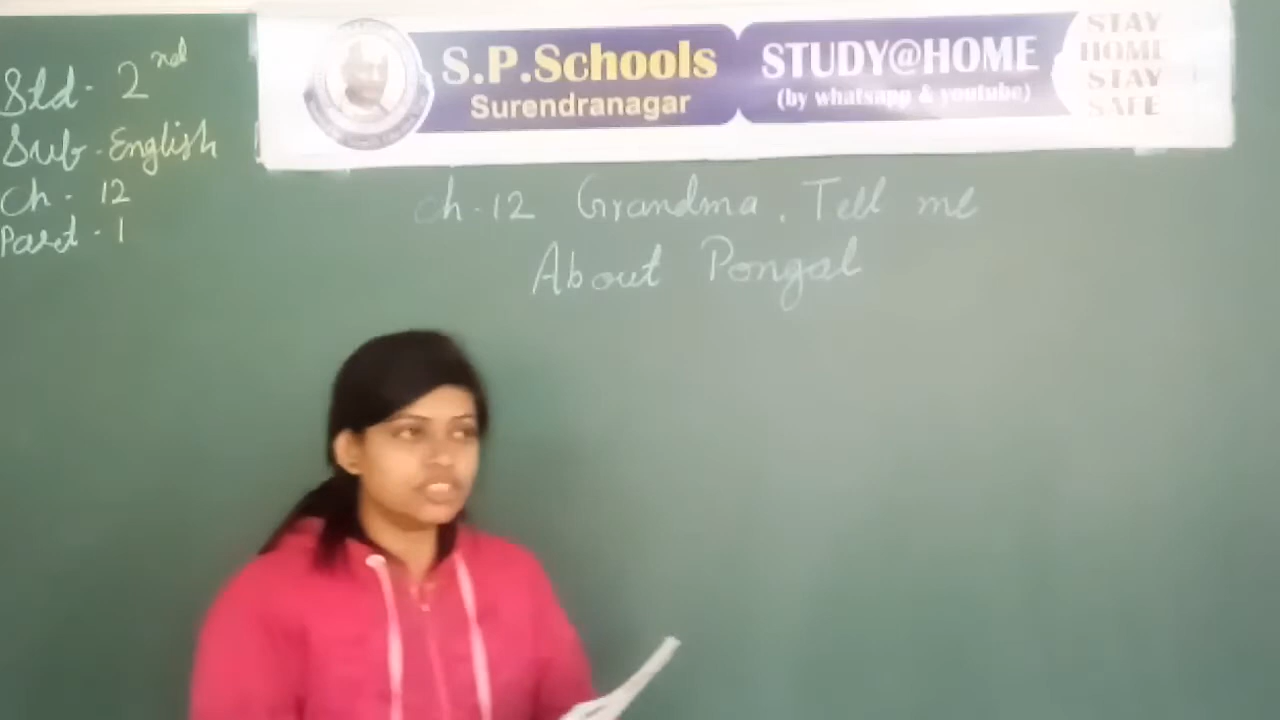 Std - 2nd
Sub - English
Ch - 12
Part - 1
S.P.Schools
Surendranagar
STUDY@HOME
(by whatsapp & youtube)
STAY
HOME
STAY
SAFE
Ch - 12 Grandma, Tell me
About Pongal